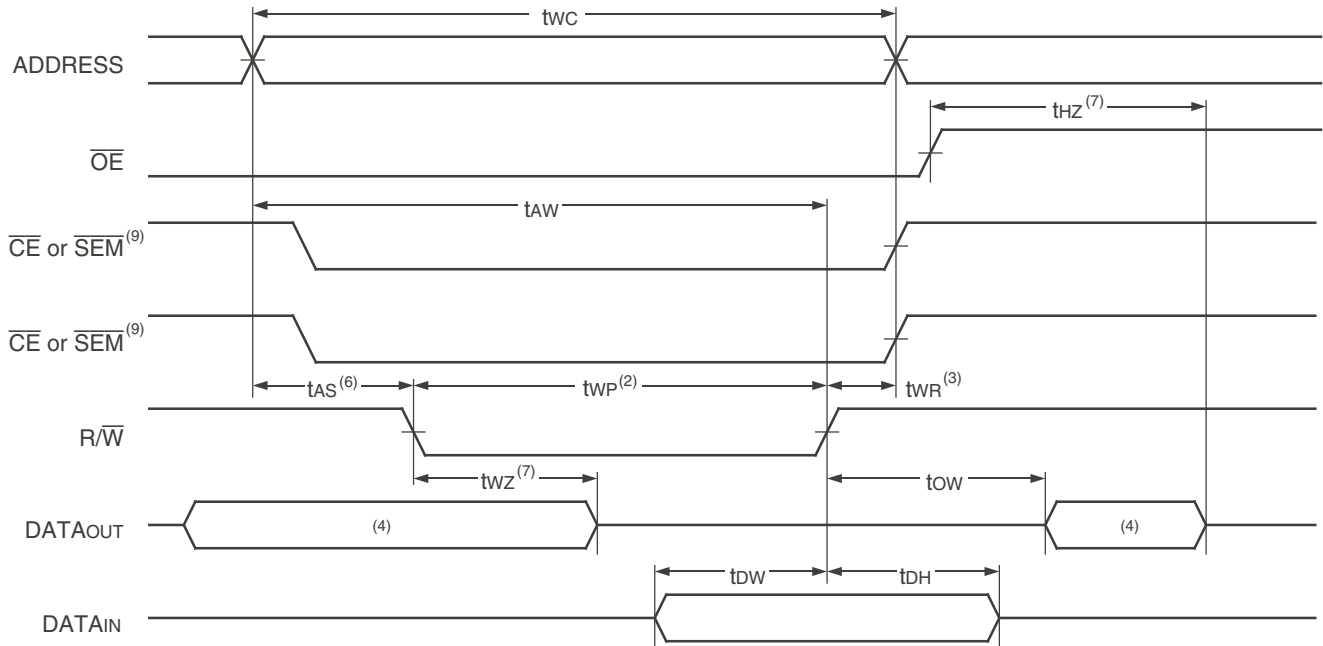 tWC
ADDRESS
tHZ(7)
OE
tAW
CE or SEM(9)
CE or SEM(9)
tAS(6)
tWP(2)
tWR(3)
R/W
tWZ(7)
tOW
DATAOUT
(4)
(4)
tDW
tDH
DATAIN